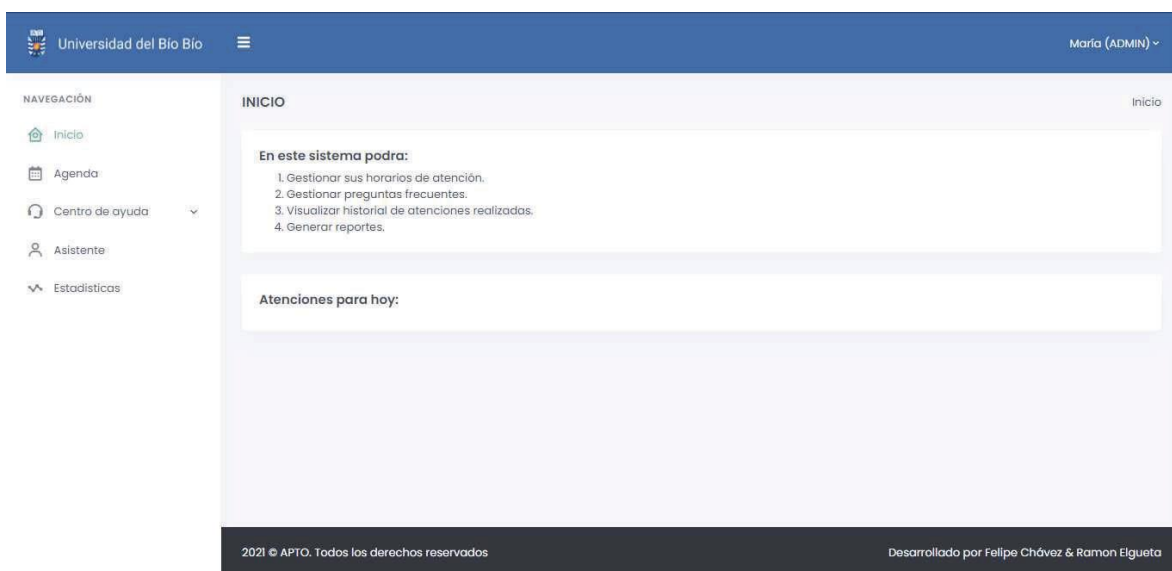 Universidad del Bío Bío
María (ADMIN)
NAVEGACIÓN
Inicio
Agenda
Centro de ayuda
Asistente
Estadisticas
INICIO
Inicio
En este sistema podra:
1. Gestionar sus horarios de atención.
2. Gestionar preguntas frecuentes.
3. Visualizar historial de atenciones realizadas.
4. Generar reportes.
Atenciones para hoy:
2021 © APTO. Todos los derechos reservados
Desarrollado por Felipe Chávez & Ramon Elgueta